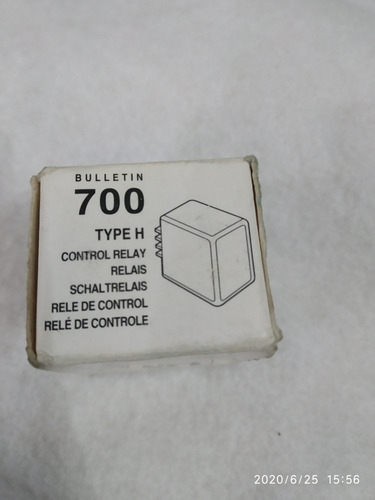 BULLETIN
700
TYPE H
CONTROL RELAY
RELAIS
SCHALTRELAIS
RELE DE CONTROL
RELÉ DE CONTROLE
2020/6/25 15:56